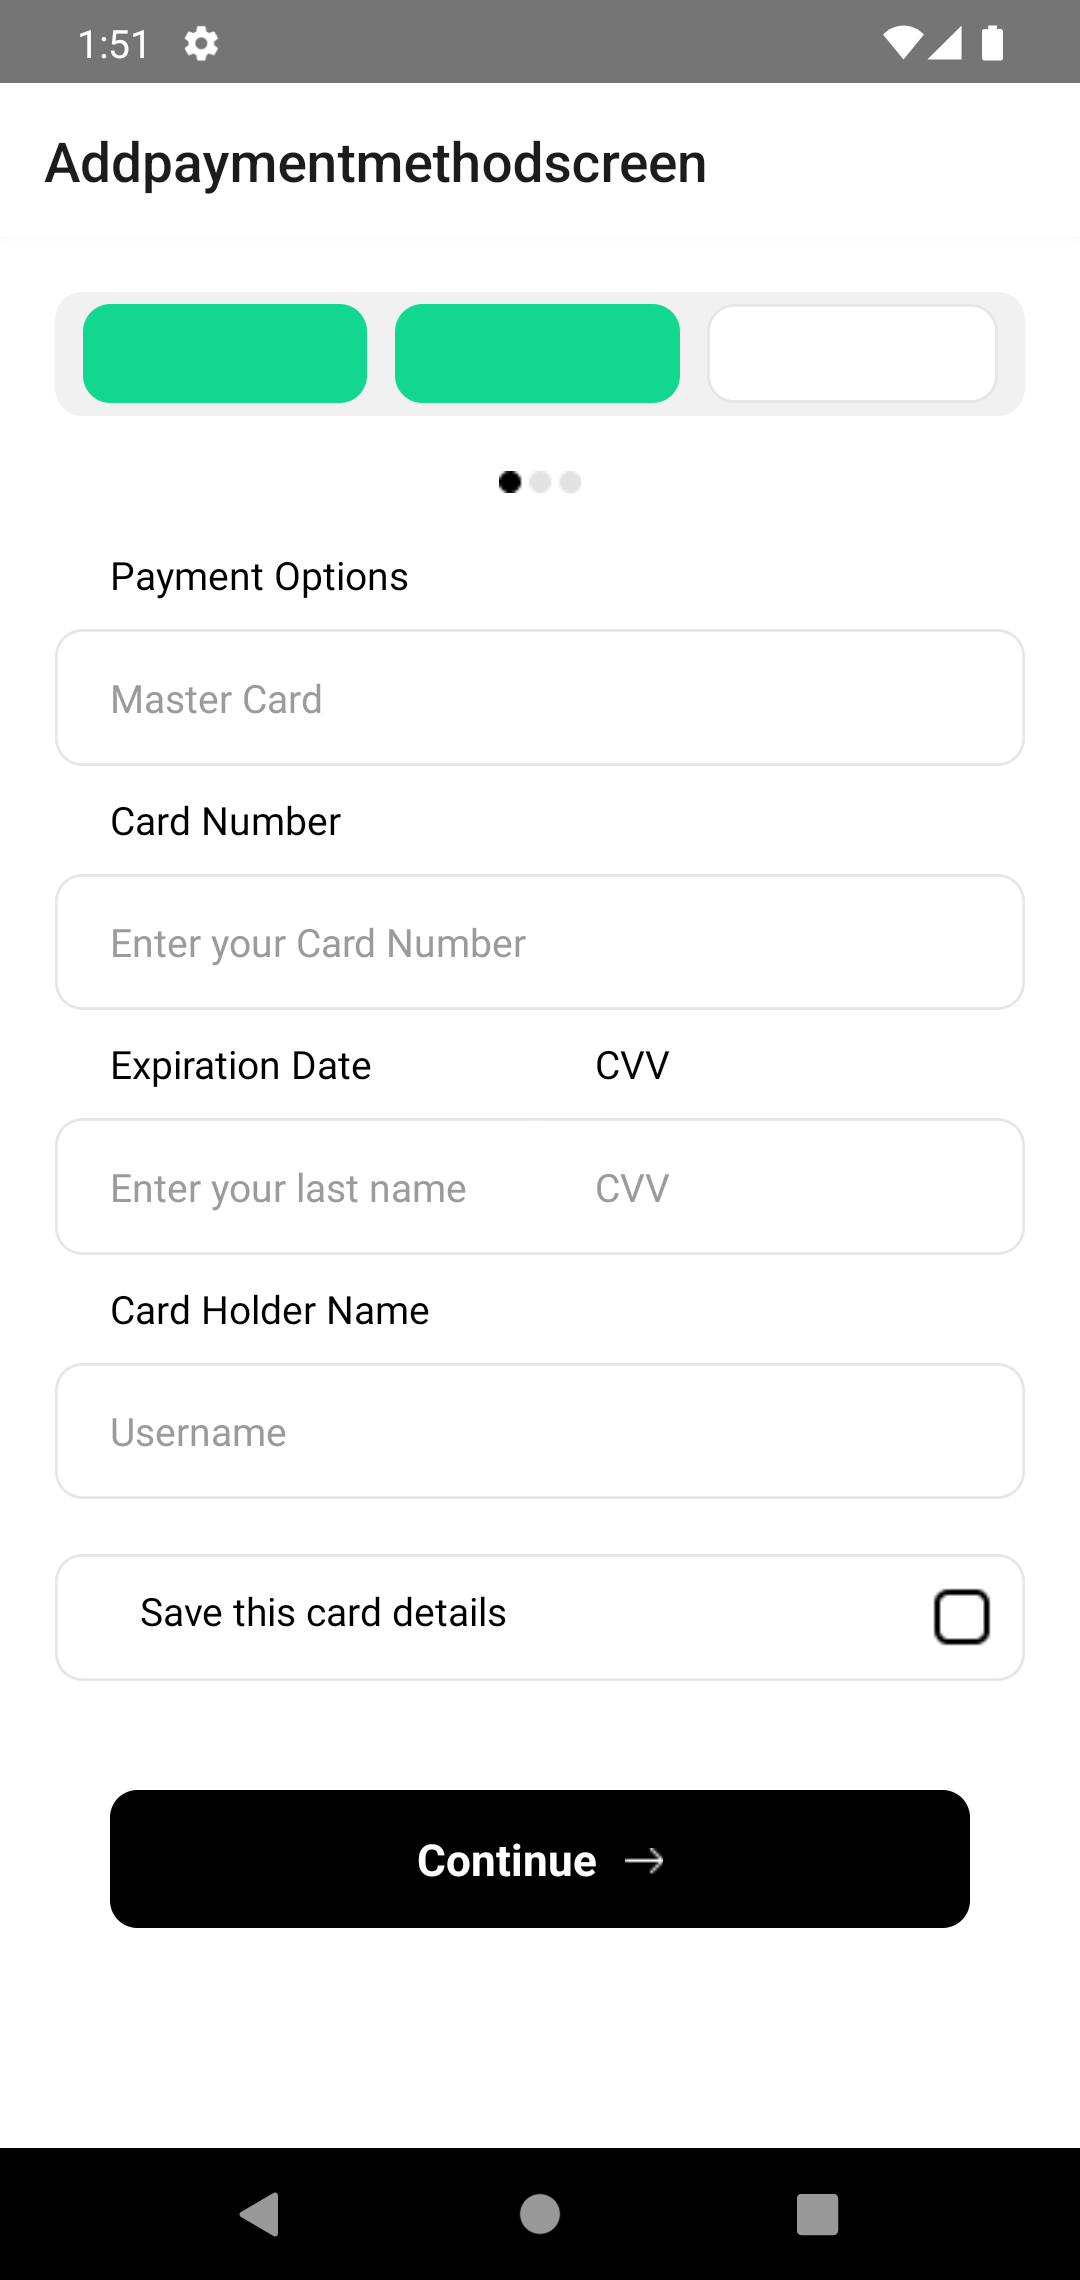 1:51
Addpaymentmethodscreen
Payment Options
Master Card
Card Number
Enter your Card Number
Expiration Date CVV
Enter your last name CVV
Card Holder Name
Username
Save this card details
Continue →